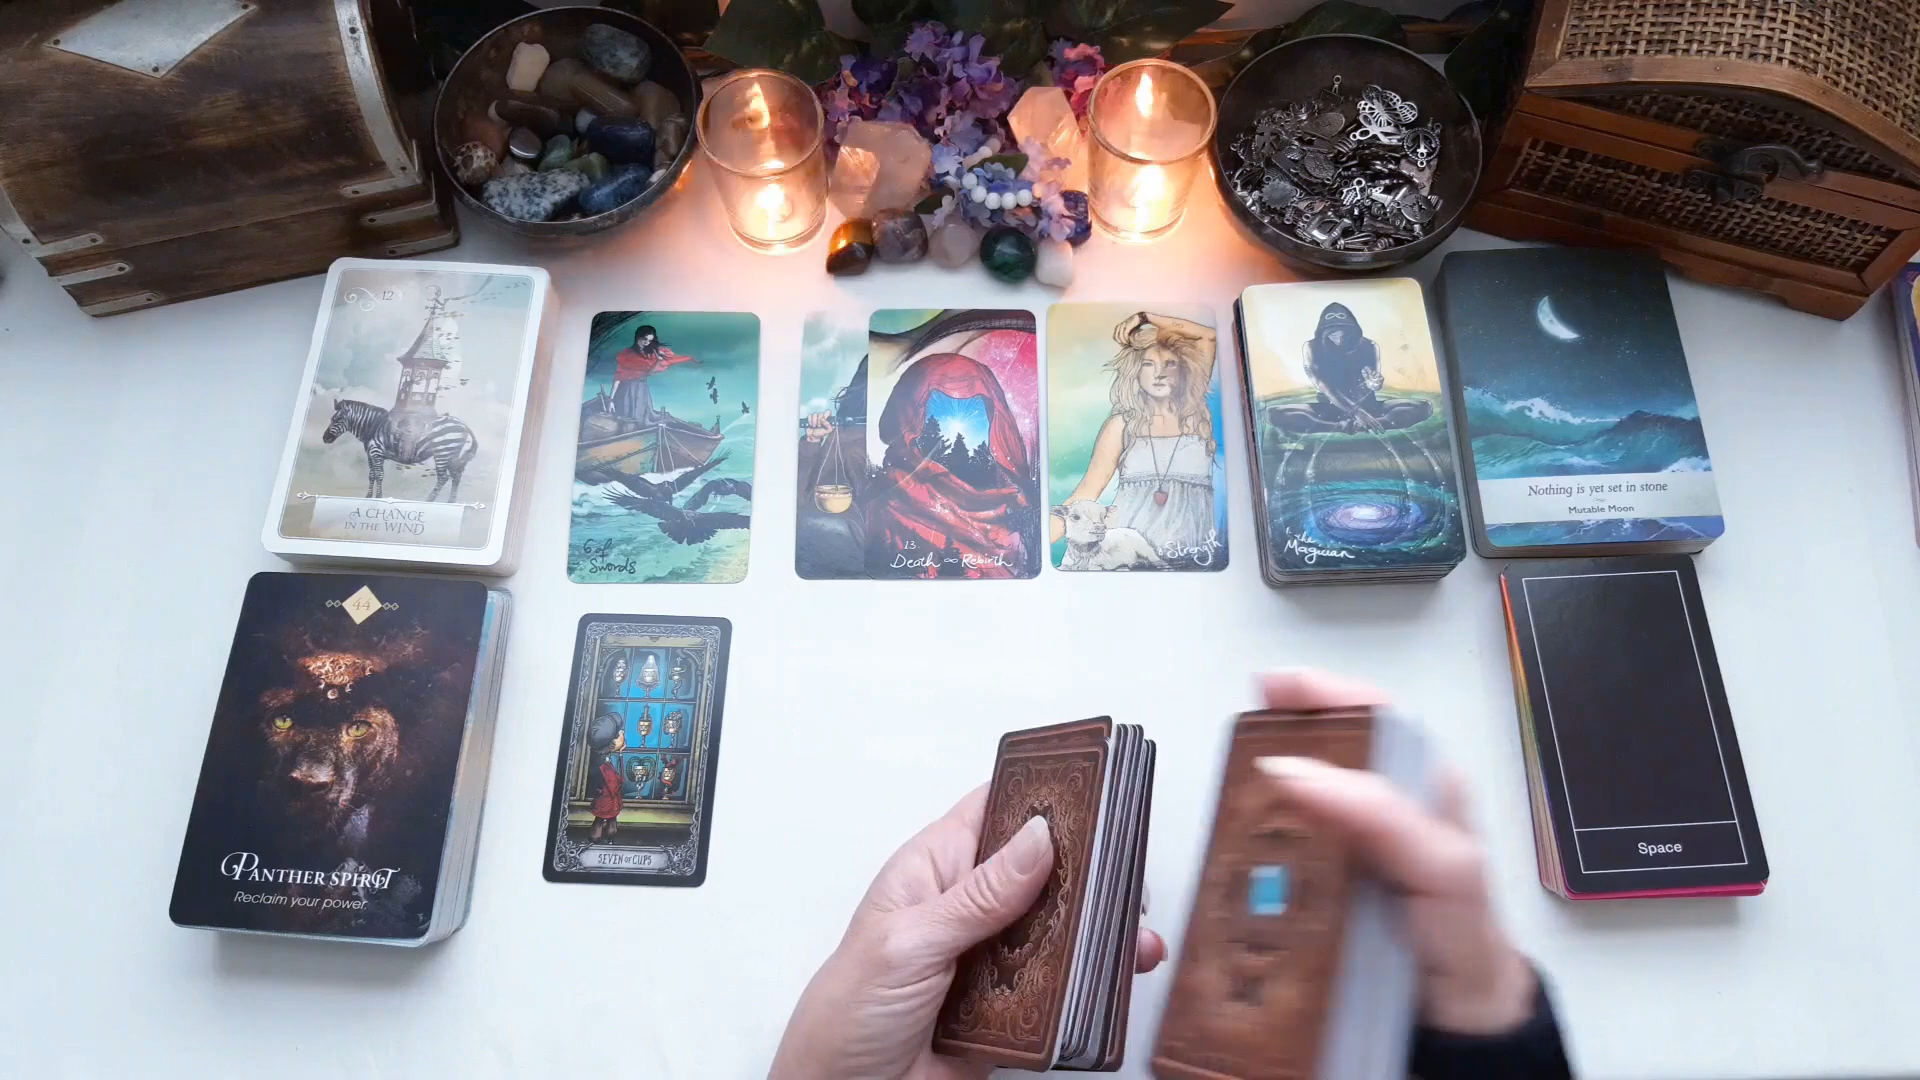 12
A CHANGE
IN THE WIND
6 of
Swords
13
Death ∞ Rebirth
Strength
the
Magician
Nothing is yet set in stone
Mutable Moon
44
PANTHER SPIRIT
Reclaim your power
SEVEN OF CUPS
Space